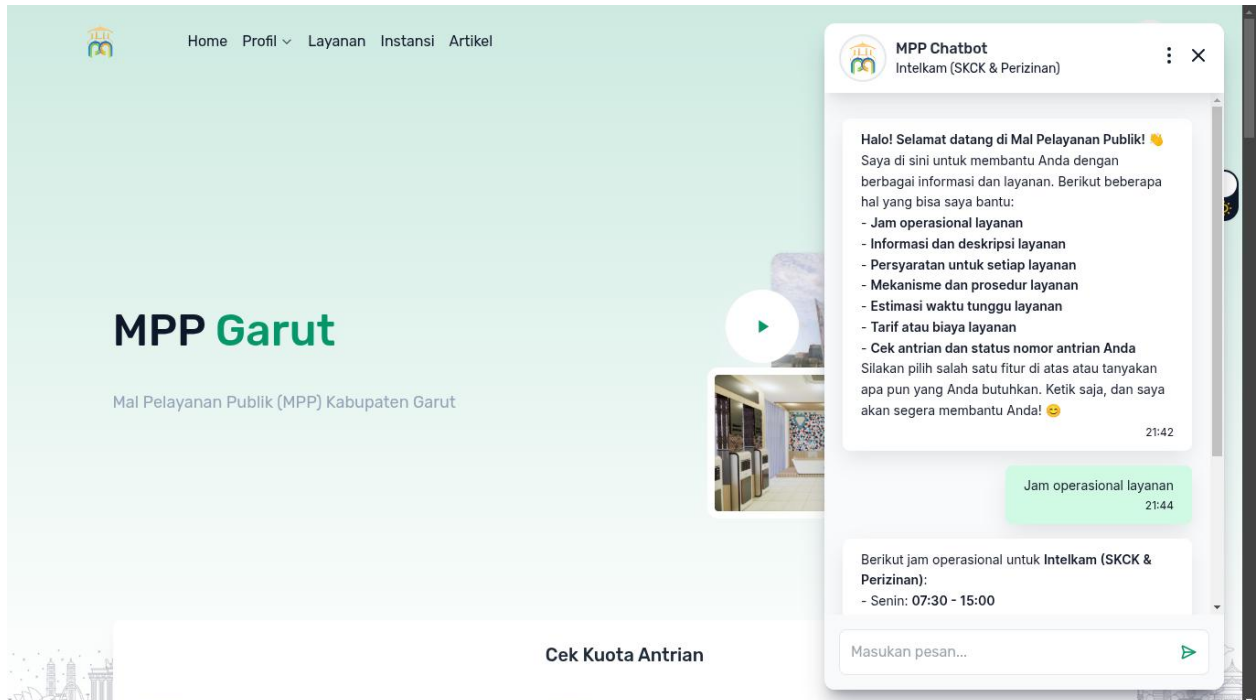 Home Profil Layanan Instansi Artikel
MPP Garut
Mal Pelayanan Publik (MPP) Kabupaten Garut
Cek Kuota Antrian
MPP Chatbot
Intelkam (SKCK & Perizinan)
Halo! Selamat datang di Mal Pelayanan Publik! 👋
Saya di sini untuk membantu Anda dengan
berbagai informasi dan layanan. Berikut beberapa
hal yang bisa saya bantu:
- Jam operasional layanan
- Informasi dan deskripsi layanan
- Persyaratan untuk setiap layanan
- Mekanisme dan prosedur layanan
- Estimasi waktu tunggu layanan
- Tarif atau biaya layanan
- Cek antrian dan status nomor antrian Anda
Silakan pilih salah satu fitur di atas atau tanyakan
apa pun yang Anda butuhkan. Ketik saja, dan saya
akan segera membantu Anda! 😊
21:42
Jam operasional layanan
21:44
Berikut jam operasional untuk Intelkam (SKCK &
Perizinan):
- Senin: 07:30 - 15:00
Masukan pesan...